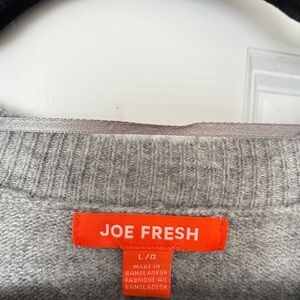 JOE FRESH
L/G
MADE IN
BANGLADESH
FABRIQUÉ AU
BANGLADESH